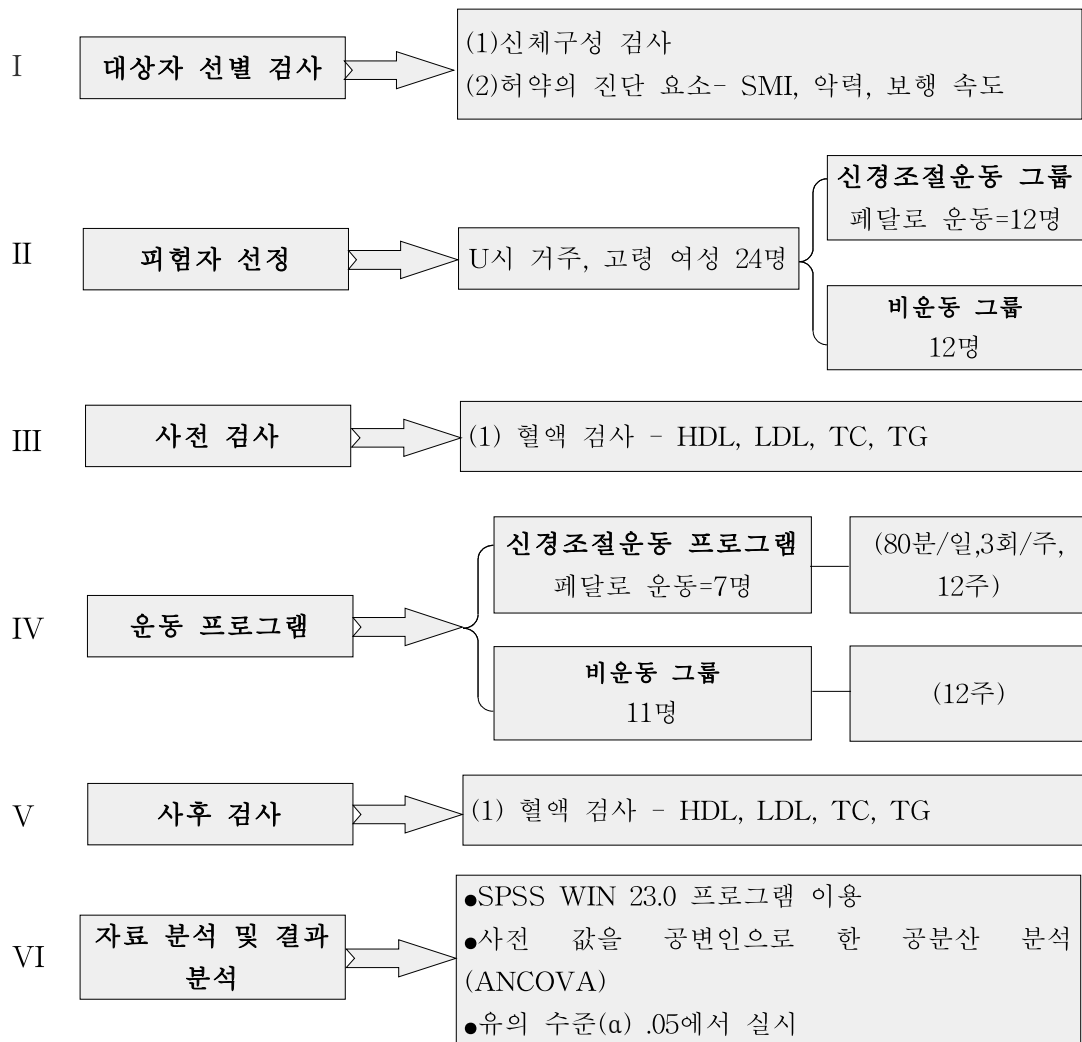 I
대상자 선별 검사
(1)신체구성 검사
(2)허약의 진단 요소- SMI, 악력, 보행 속도
II
피험자 선정
U시 거주, 고령 여성 24명
신경조절운동 그룹
페달로 운동=12명
비운동 그룹
12명
III
사전 검사
(1) 혈액 검사 - HDL, LDL, TC, TG
IV
운동 프로그램
신경조절운동 프로그램
페달로 운동=7명
(80분/일,3회/주,
12주)
비운동 그룹
11명
(12주)
V
사후 검사
(1) 혈액 검사 - HDL, LDL, TC, TG
VI
자료 분석 및 결과
분석
●SPSS WIN 23.0 프로그램 이용
●사전 값을 공변인으로 한 공분산 분석
(ANCOVA)
●유의 수준(α) .05에서 실시